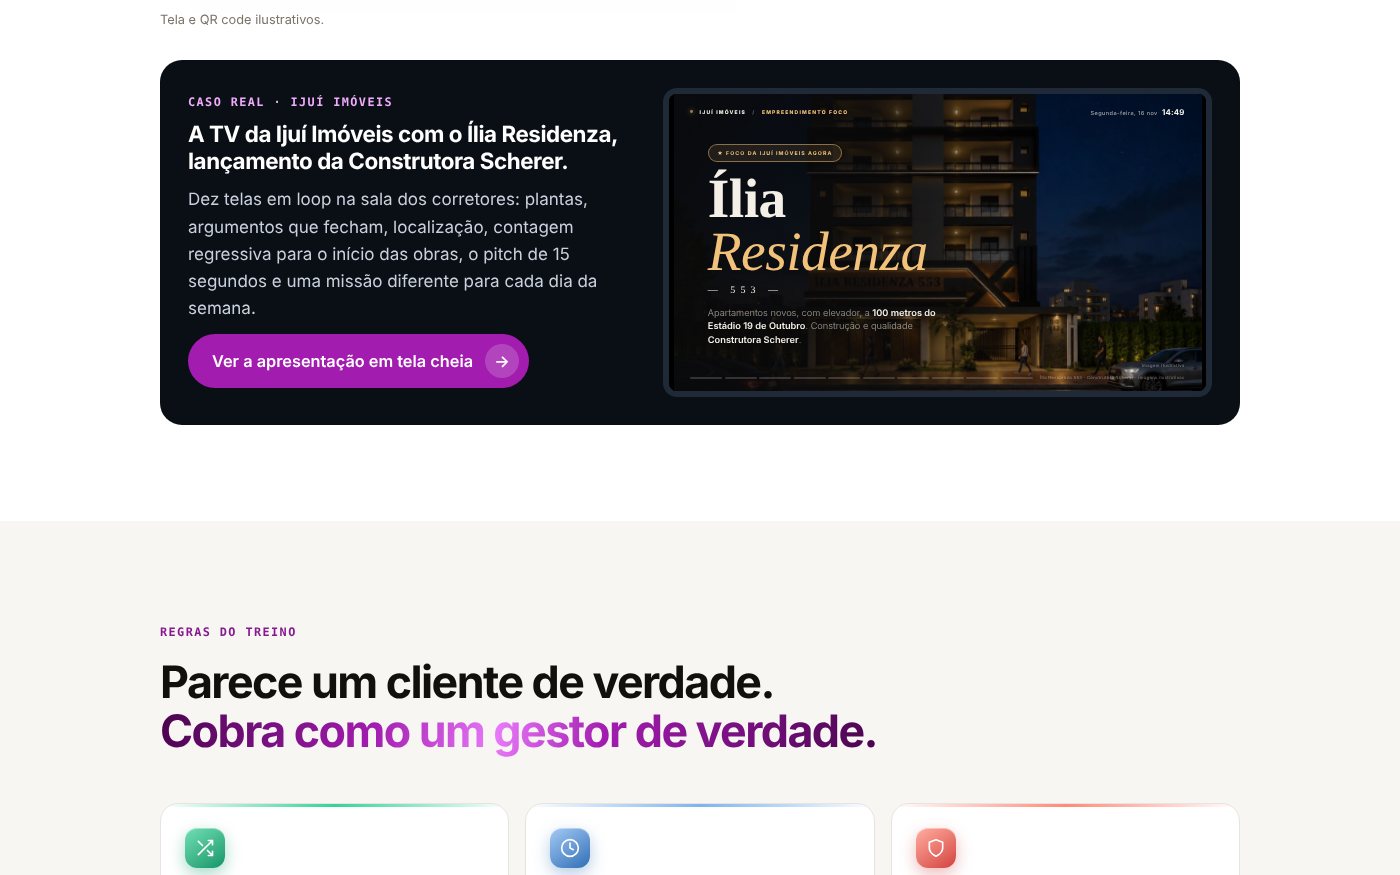 Tela e QR code ilustrativos.
CASO REAL · IJUÍ IMÓVEIS
A TV da Ijuí Imóveis com o Ília Residenza,
lançamento da Construtora Scherer.
Dez telas em loop na sala dos corretores: plantas,
argumentos que fecham, localização, contagem
regressiva para o início das obras, o pitch de 15
segundos e uma missão diferente para cada dia da
semana.
Ver a apresentação em tela cheia →
IJUÍ IMÓVEIS / EMPREENDIMENTO FOCO
Segunda-feira, 16 nov 14:49
★ FOCO DA IJUÍ IMÓVEIS AGORA
Ília
Residenza
— 553 —
Apartamentos novos, com elevador, a 100 metros do
Estádio 19 de Outubro. Construção e qualidade
Construtora Scherer.
Imagem ilustrativa
REGRAS DO TREINO
Parece um cliente de verdade.
Cobra como um gestor de verdade.